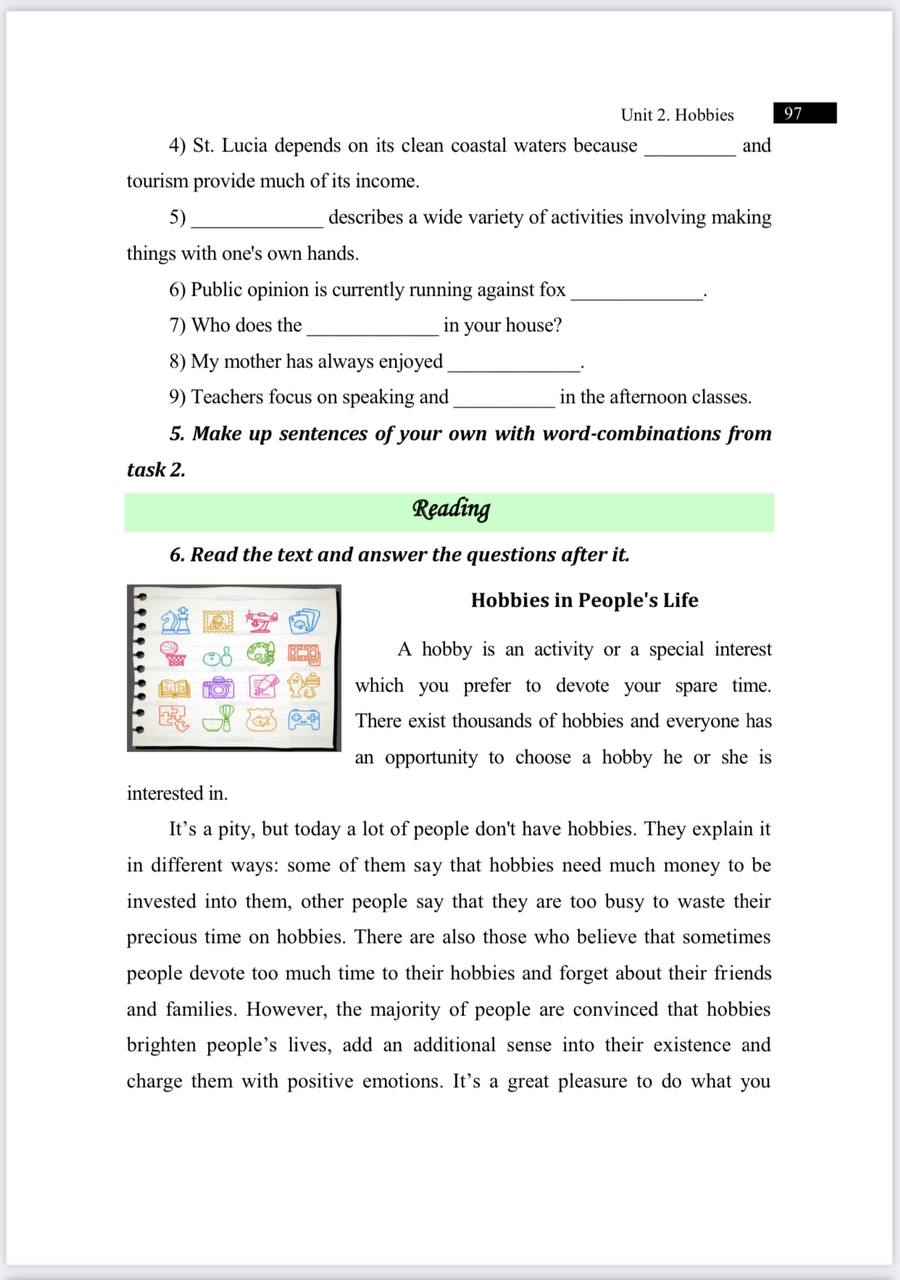 Unit 2. Hobbies 97
4) St. Lucia depends on its clean coastal waters because _________ and
tourism provide much of its income.
5) _____________ describes a wide variety of activities involving making
things with one's own hands.
6) Public opinion is currently running against fox _____________.
7) Who does the _____________ in your house?
8) My mother has always enjoyed _____________.
9) Teachers focus on speaking and __________ in the afternoon classes.
5. Make up sentences of your own with word-combinations from
task 2.
Reading
6. Read the text and answer the questions after it.
Hobbies in People's Life
A hobby is an activity or a special interest
which you prefer to devote your spare time.
There exist thousands of hobbies and everyone has
an opportunity to choose a hobby he or she is
interested in.
It’s a pity, but today a lot of people don't have hobbies. They explain it
in different ways: some of them say that hobbies need much money to be
invested into them, other people say that they are too busy to waste their
precious time on hobbies. There are also those who believe that sometimes
people devote too much time to their hobbies and forget about their friends
and families. However, the majority of people are convinced that hobbies
brighten people’s lives, add an additional sense into their existence and
charge them with positive emotions. It’s a great pleasure to do what you